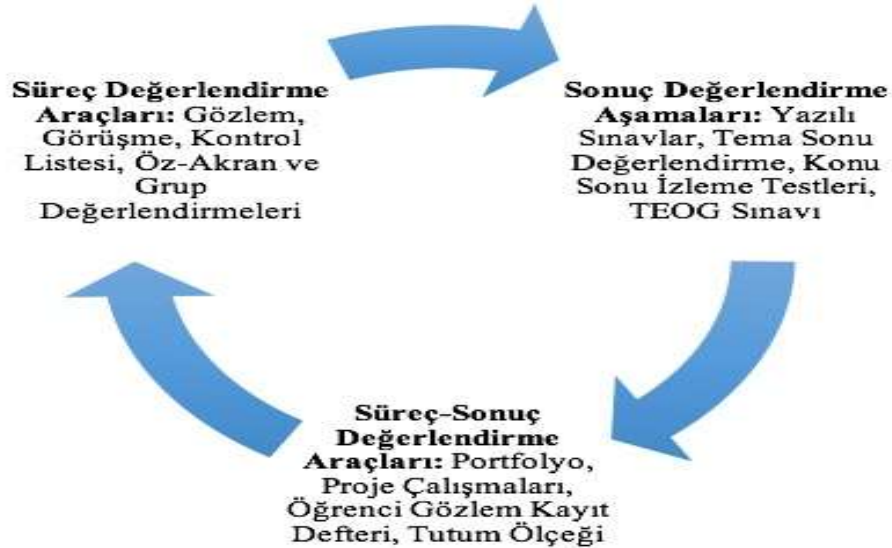 Süreç Değerlendirme
Araçları: Gözlem,
Görüşme, Kontrol
Listesi, Öz-Akran ve
Grup
Değerlendirmeleri
Sonuç Değerlendirme
Aşamaları: Yazılı
Sınavlar, Tema Sonu
Değerlendirme, Konu
Sonu İzleme Testleri,
TEOG Sınavı
Süreç-Sonuç
Değerlendirme
Araçları: Portfolyo,
Proje Çalışmaları,
Öğrenci Gözlem Kayıt
Defteri, Tutum Ölçeği